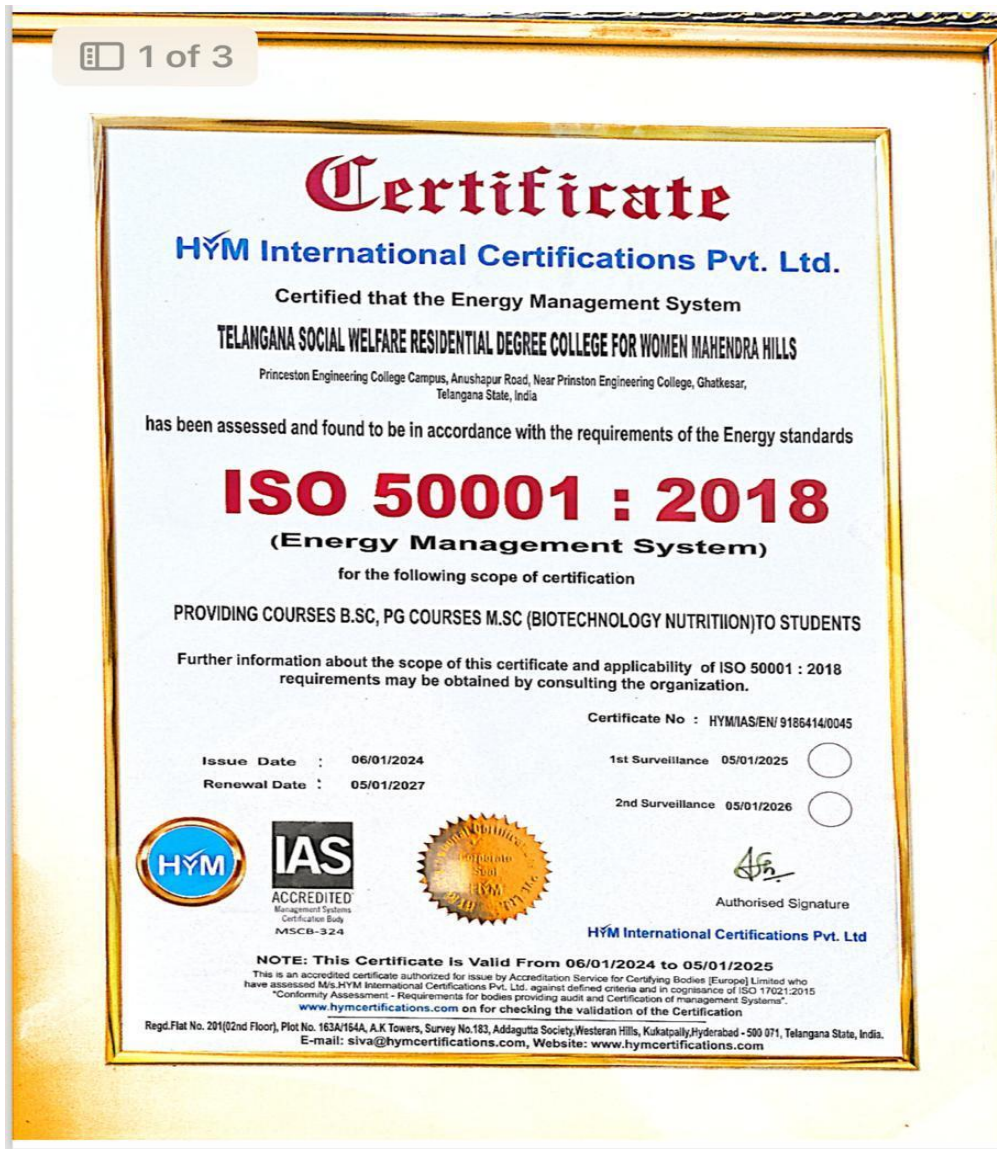 1 of 3
Certificate
HYM International Certifications Pvt. Ltd.
Certified that the Energy Management System
TELANGANA SOCIAL WELFARE RESIDENTIAL DEGREE COLLEGE FOR WOMEN MAHENDRA HILLS
Princeston Engineering College Campus, Anushapur Road, Near Prinston Engineering College, Ghatkesar,
Telangana State, India
has been assessed and found to be in accordance with the requirements of the Energy standards
ISO 50001 : 2018
(Energy Management System)
for the following scope of certification
PROVIDING COURSES B.SC, PG COURSES M.SC (BIOTECHNOLOGY NUTRITIION)TO STUDENTS
Further information about the scope of this certificate and applicability of ISO 50001 : 2018
requirements may be obtained by consulting the organization.
Certificate No : HYM/IAS/EN/ 9186414/0045
Issue Date : 06/01/2024
Renewal Date : 05/01/2027
1st Surveillance 05/01/2025
2nd Surveillance 05/01/2026
HYM
IAS
ACCREDITED
Management Systems
Certification Body
MSCB-324
Corporate
Seal
HYM
Authorised Signature
HYM International Certifications Pvt. Ltd
NOTE: This Certificate Is Valid From 06/01/2024 to 05/01/2025
This is an accredited certificate authorized for issue by Accreditation Service for Certifying Bodies [Europe] Limited who
have assessed M/s.HYM International Certifications Pvt. Ltd. against defined criteria and in cognisance of ISO 17021:2015
"Conformity Assessment - Requirements for bodies providing audit and Certification of management Systems".
www.hymcertifications.com on for checking the validation of the Certification
Regd.Flat No. 201(02nd Floor), Plot No. 163A/164A, A.K Towers, Survey No.183, Addagutta Society,Westeran Hills, Kukatpally,Hyderabad - 500 071, Telangana State, India.
E-mail: siva@hymcertifications.com, Website: www.hymcertifications.com